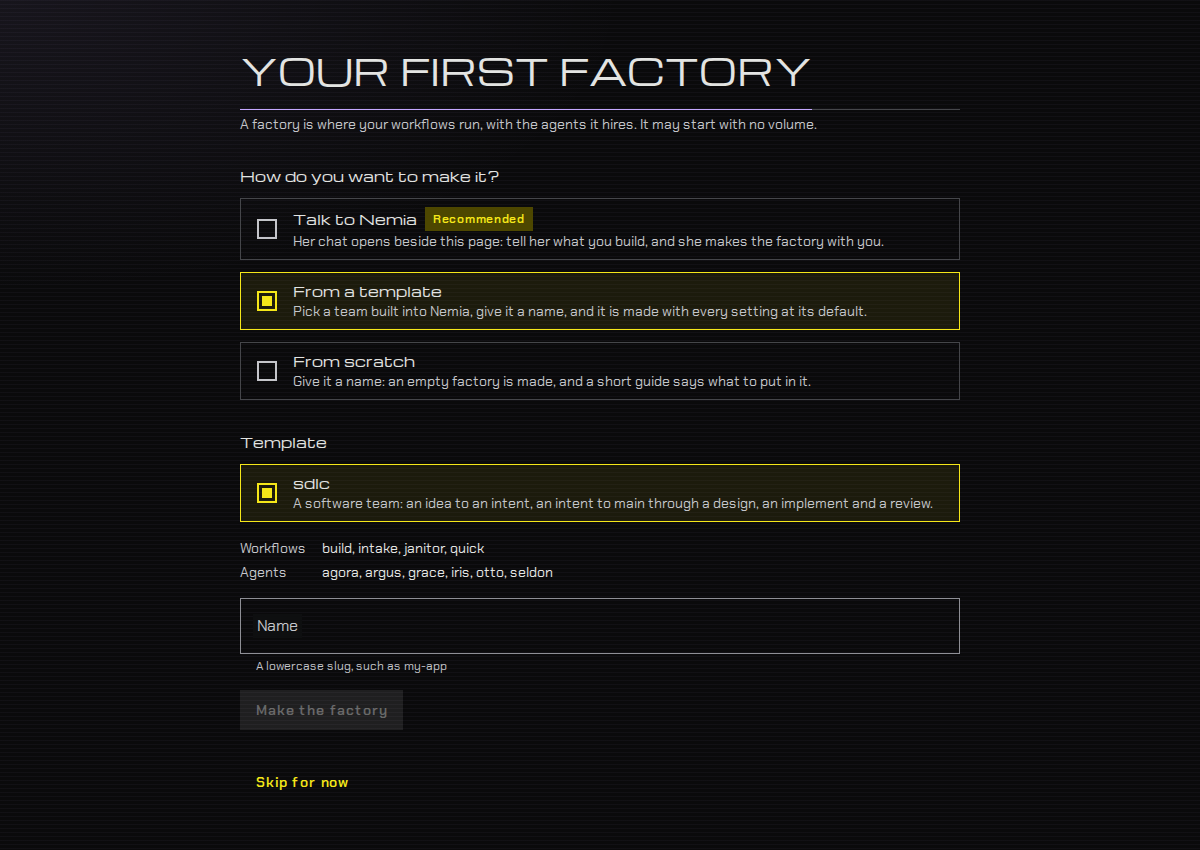 YOUR FIRST FACTORY
A factory is where your workflows run, with the agents it hires. It may start with no volume.
How do you want to make it?
Talk to Nemia Recommended
Her chat opens beside this page: tell her what you build, and she makes the factory with you.
From a template
Pick a team built into Nemia, give it a name, and it is made with every setting at its default.
From scratch
Give it a name: an empty factory is made, and a short guide says what to put in it.
Template
sdlc
A software team: an idea to an intent, an intent to main through a design, an implement and a review.
Workflows build, intake, janitor, quick
Agents agora, argus, grace, iris, otto, seldon
Name
A lowercase slug, such as my-app
Make the factory
Skip for now